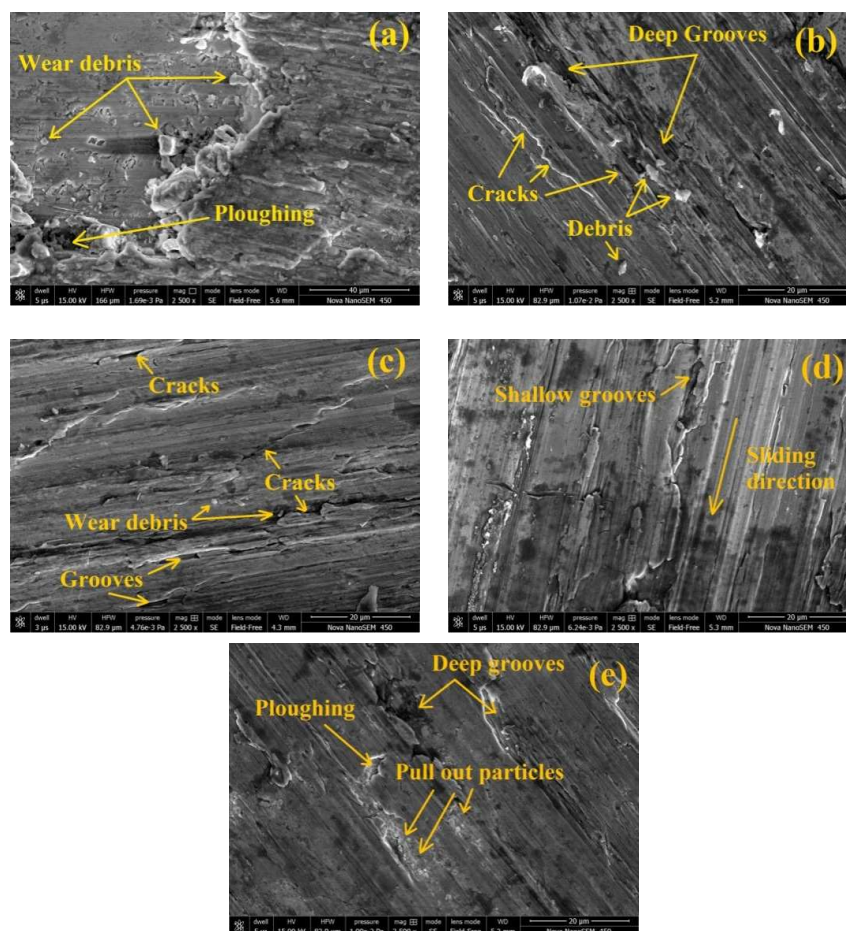 (a)
Wear debris
Ploughing
dwell HV HFW pressure mag mode lens mode WD 40 µm
5 µs 15.00 kV 166 µm 1.69e-3 Pa 2 500 x SE Field-Free 5.6 mm Nova NanoSEM 450
(b)
Deep Grooves
Cracks
Debris
dwell HV HFW pressure mag mode lens mode WD 20 µm
5 µs 15.00 kV 82.9 µm 1.07e-2 Pa 2 500 x SE Field-Free 5.2 mm Nova NanoSEM 450
(c)
Cracks
Cracks
Wear debris
Grooves
dwell HV HFW pressure mag mode lens mode WD 20 µm
3 µs 15.00 kV 82.9 µm 4.76e-3 Pa 2 500 x SE Field-Free 4.3 mm Nova NanoSEM 450
(d)
Shallow grooves
Sliding
direction
dwell HV HFW pressure mag mode lens mode WD 20 µm
5 µs 15.00 kV 82.9 µm 6.24e-3 Pa 2 500 x SE Field-Free 5.3 mm Nova NanoSEM 450
(e)
Deep grooves
Ploughing
Pull out particles
dwell HV HFW pressure mag mode lens mode WD 20 µm